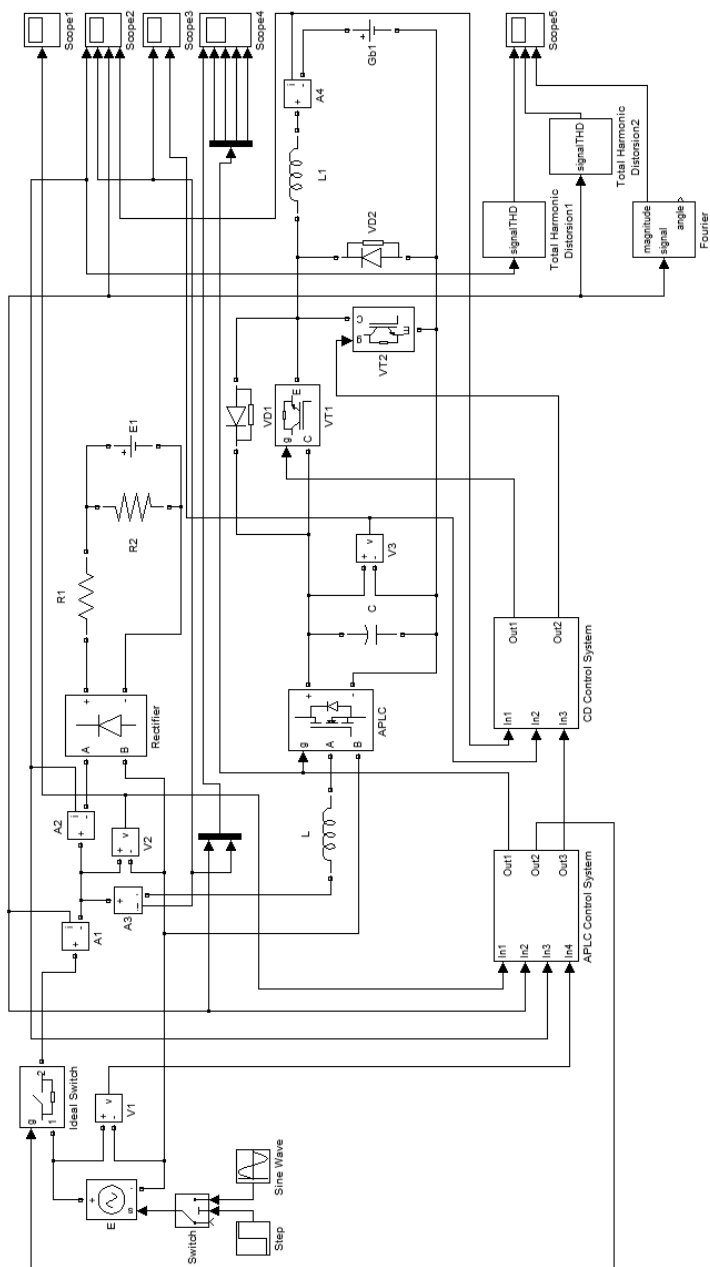 Scope1
Scope2
Scope3
Scope4
Scope5
+
Gb1
i
+ -
A4
L1
VD2
signalTHD
Total Harmonic
Distorsion2
signalTHD
Total Harmonic
Distorsion1
magnitude
signal
angle
Fourier
C
g
E
VT2
VD1
g
E
C
VT1
+
E1
R2
R1
+
v
-
V3
C
+
-
A
B
Rectifier
g
A
B
+
-
APLC
In1
In2
In3
Out1
Out2
CD Control System
i
+ -
A2
+
v
-
V2
+
i
-
A3
L
i
+ -
A1
In1
In2
In3
In4
Out1
Out2
Out3
APLC Control System
g
1
2
Ideal Switch
+
v
-
V1
+
s
-
E
Switch
Sine Wave
Step